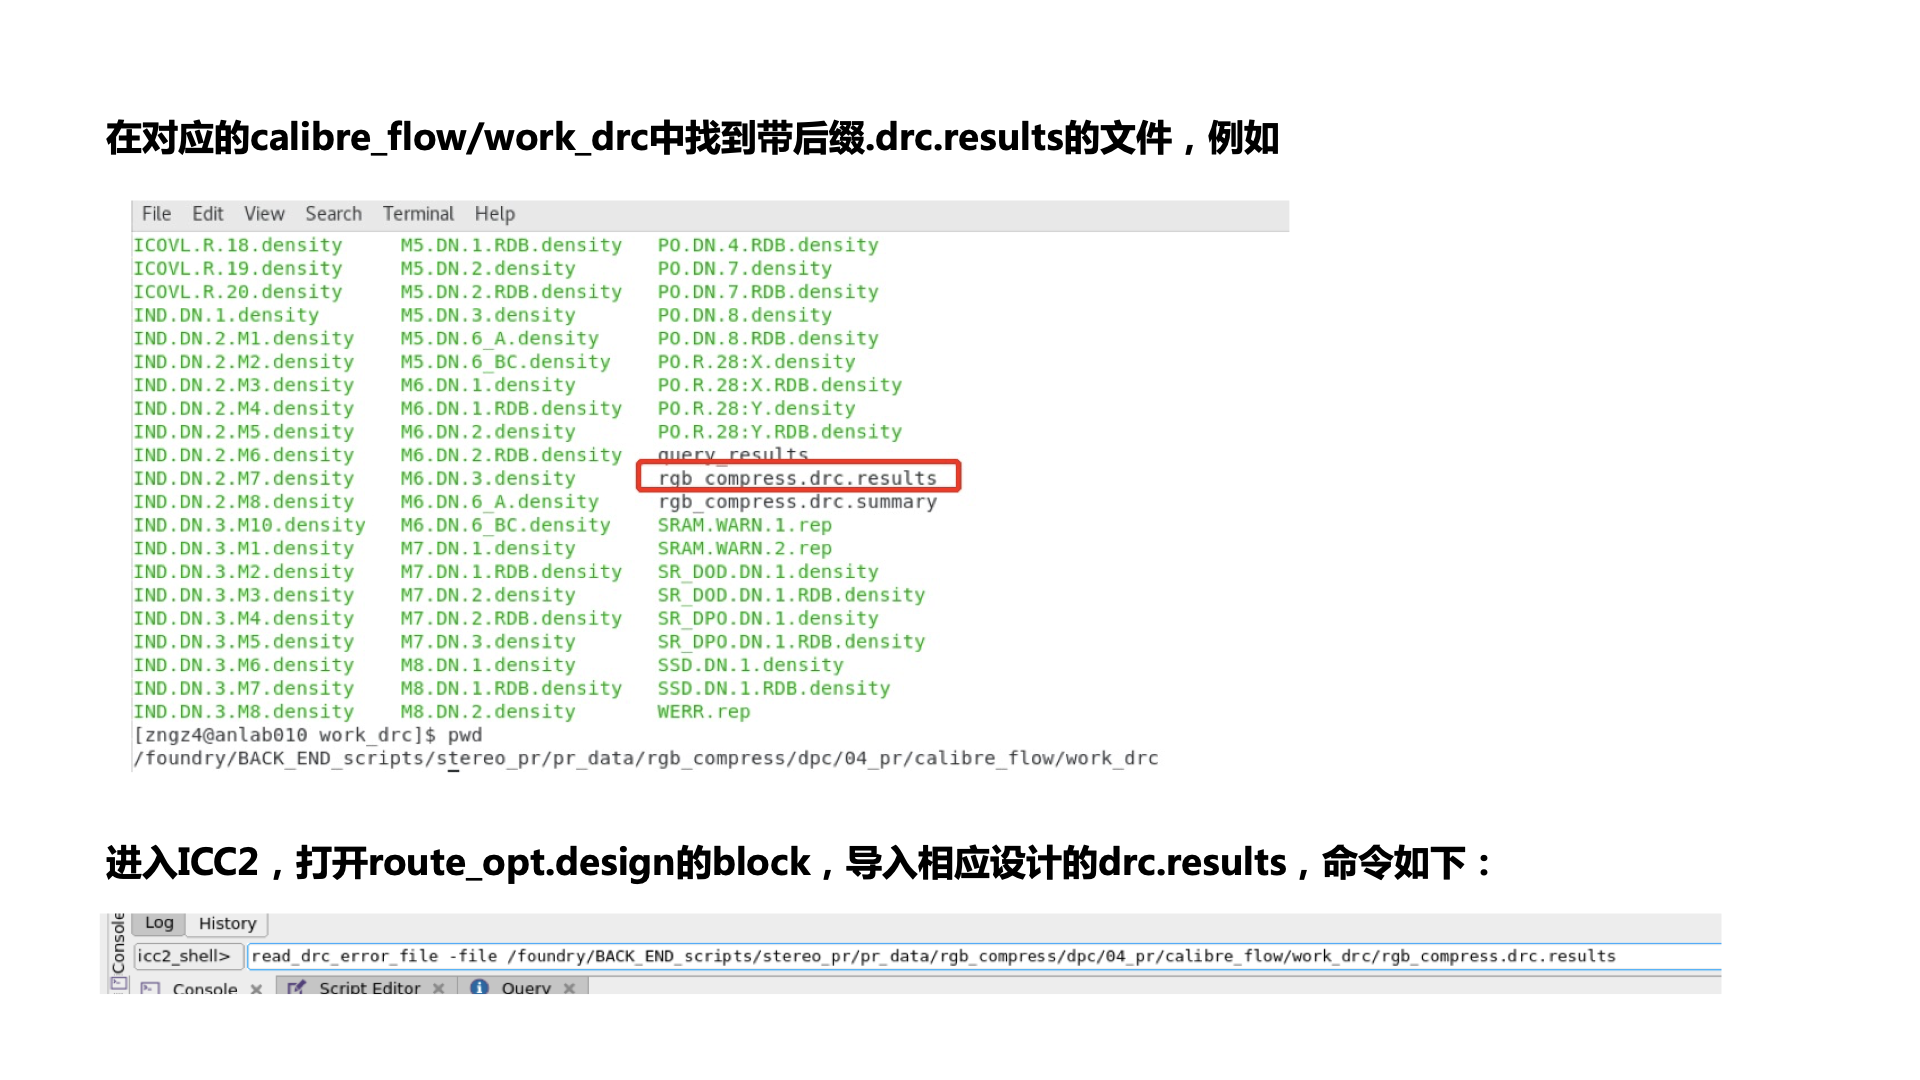 在对应的calibre_flow/work_drc中找到带后缀.drc.results的文件，例如
File Edit View Search Terminal Help
ICOVL.R.18.density M5.DN.1.RDB.density PO.DN.4.RDB.density
ICOVL.R.19.density M5.DN.2.density PO.DN.7.density
ICOVL.R.20.density M5.DN.2.RDB.density PO.DN.7.RDB.density
IND.DN.1.density M5.DN.3.density PO.DN.8.density
IND.DN.2.M1.density M5.DN.6_A.density PO.DN.8.RDB.density
IND.DN.2.M2.density M5.DN.6_BC.density PO.R.28:X.density
IND.DN.2.M3.density M6.DN.1.density PO.R.28:X.RDB.density
IND.DN.2.M4.density M6.DN.1.RDB.density PO.R.28:Y.density
IND.DN.2.M5.density M6.DN.2.density PO.R.28:Y.RDB.density
IND.DN.2.M6.density M6.DN.2.RDB.density query_results
IND.DN.2.M7.density M6.DN.3.density rgb_compress.drc.results
IND.DN.2.M8.density M6.DN.6_A.density rgb_compress.drc.summary
IND.DN.3.M10.density M6.DN.6_BC.density SRAM.WARN.1.rep
IND.DN.3.M1.density M7.DN.1.density SRAM.WARN.2.rep
IND.DN.3.M2.density M7.DN.1.RDB.density SR_DOD.DN.1.density
IND.DN.3.M3.density M7.DN.2.density SR_DOD.DN.1.RDB.density
IND.DN.3.M4.density M7.DN.2.RDB.density SR_DPO.DN.1.density
IND.DN.3.M5.density M7.DN.3.density SR_DPO.DN.1.RDB.density
IND.DN.3.M6.density M8.DN.1.density SSD.DN.1.density
IND.DN.3.M7.density M8.DN.1.RDB.density SSD.DN.1.RDB.density
IND.DN.3.M8.density M8.DN.2.density WERR.rep
[zngz4@anlab010 work_drc]$ pwd
/foundry/BACK_END_scripts/stereo_pr/pr_data/rgb_compress/dpc/04_pr/calibre_flow/work_drc
进入ICC2，打开route_opt.design的block，导入相应设计的drc.results，命令如下：
Console
Log History
icc2_shell> read_drc_error_file -file /foundry/BACK_END_scripts/stereo_pr/pr_data/rgb_compress/dpc/04_pr/calibre_flow/work_drc/rgb_compress.drc.results
Console Script Editor Query